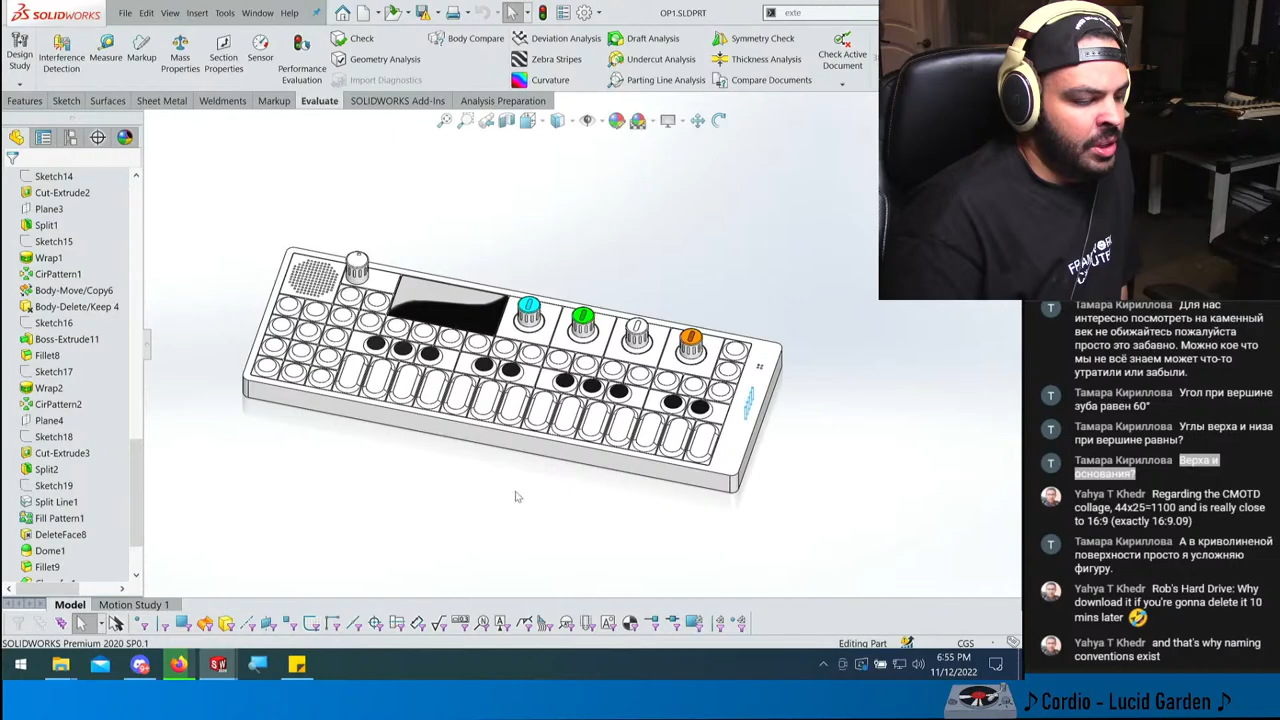 SOLIDWORKS
File Edit View Insert Tools Window Help
OP1.SLDPRT
exte
Design Study
Interference Detection
Measure
Markup
Mass Properties
Section Properties
Sensor
Performance Evaluation
Check
Geometry Analysis
Import Diagnostics
Body Compare
Deviation Analysis
Zebra Stripes
Curvature
Draft Analysis
Undercut Analysis
Parting Line Analysis
Symmetry Check
Thickness Analysis
Compare Documents
Check Active Document
Features Sketch Surfaces Sheet Metal Weldments Markup Evaluate SOLIDWORKS Add-Ins Analysis Preparation
Sketch14
Cut-Extrude2
Plane3
Split1
Sketch15
Wrap1
CirPattern1
Body-Move/Copy6
Body-Delete/Keep 4
Sketch16
Boss-Extrude11
Fillet8
Sketch17
Wrap2
CirPattern2
Plane4
Sketch18
Cut-Extrude3
Split2
Sketch19
Split Line1
Fill Pattern1
DeleteFace8
Dome1
Fillet9
Model Motion Study 1
SOLIDWORKS Premium 2020 SP0.1
Editing Part CGS
6:55 PM
11/12/2022
Тамара Кириллова Для нас
интересно посмотреть на каменный
век не обижайтесь пожалуйста
просто это забавно. Можно кое что
мы не всё знаем может что-то
утратили или забыли.
Тамара Кириллова Угол при вершине
зуба равен 60°
Тамара Кириллова Углы верха и низа
при вершине равны?
Тамара Кириллова Верха и
основания?
Yahya T Khedr Regarding the CMOTD
collage, 44x25=1100 and is really close
to 16:9 (exactly 16:9.09)
Тамара Кириллова А в криволиненой
поверхности просто я усложняю
фигуру.
Yahya T Khedr Rob's Hard Drive: Why
download it if you're gonna delete it 10
mins later
Yahya T Khedr and that's why naming
conventions exist
♪ Cordio - Lucid Garden ♪